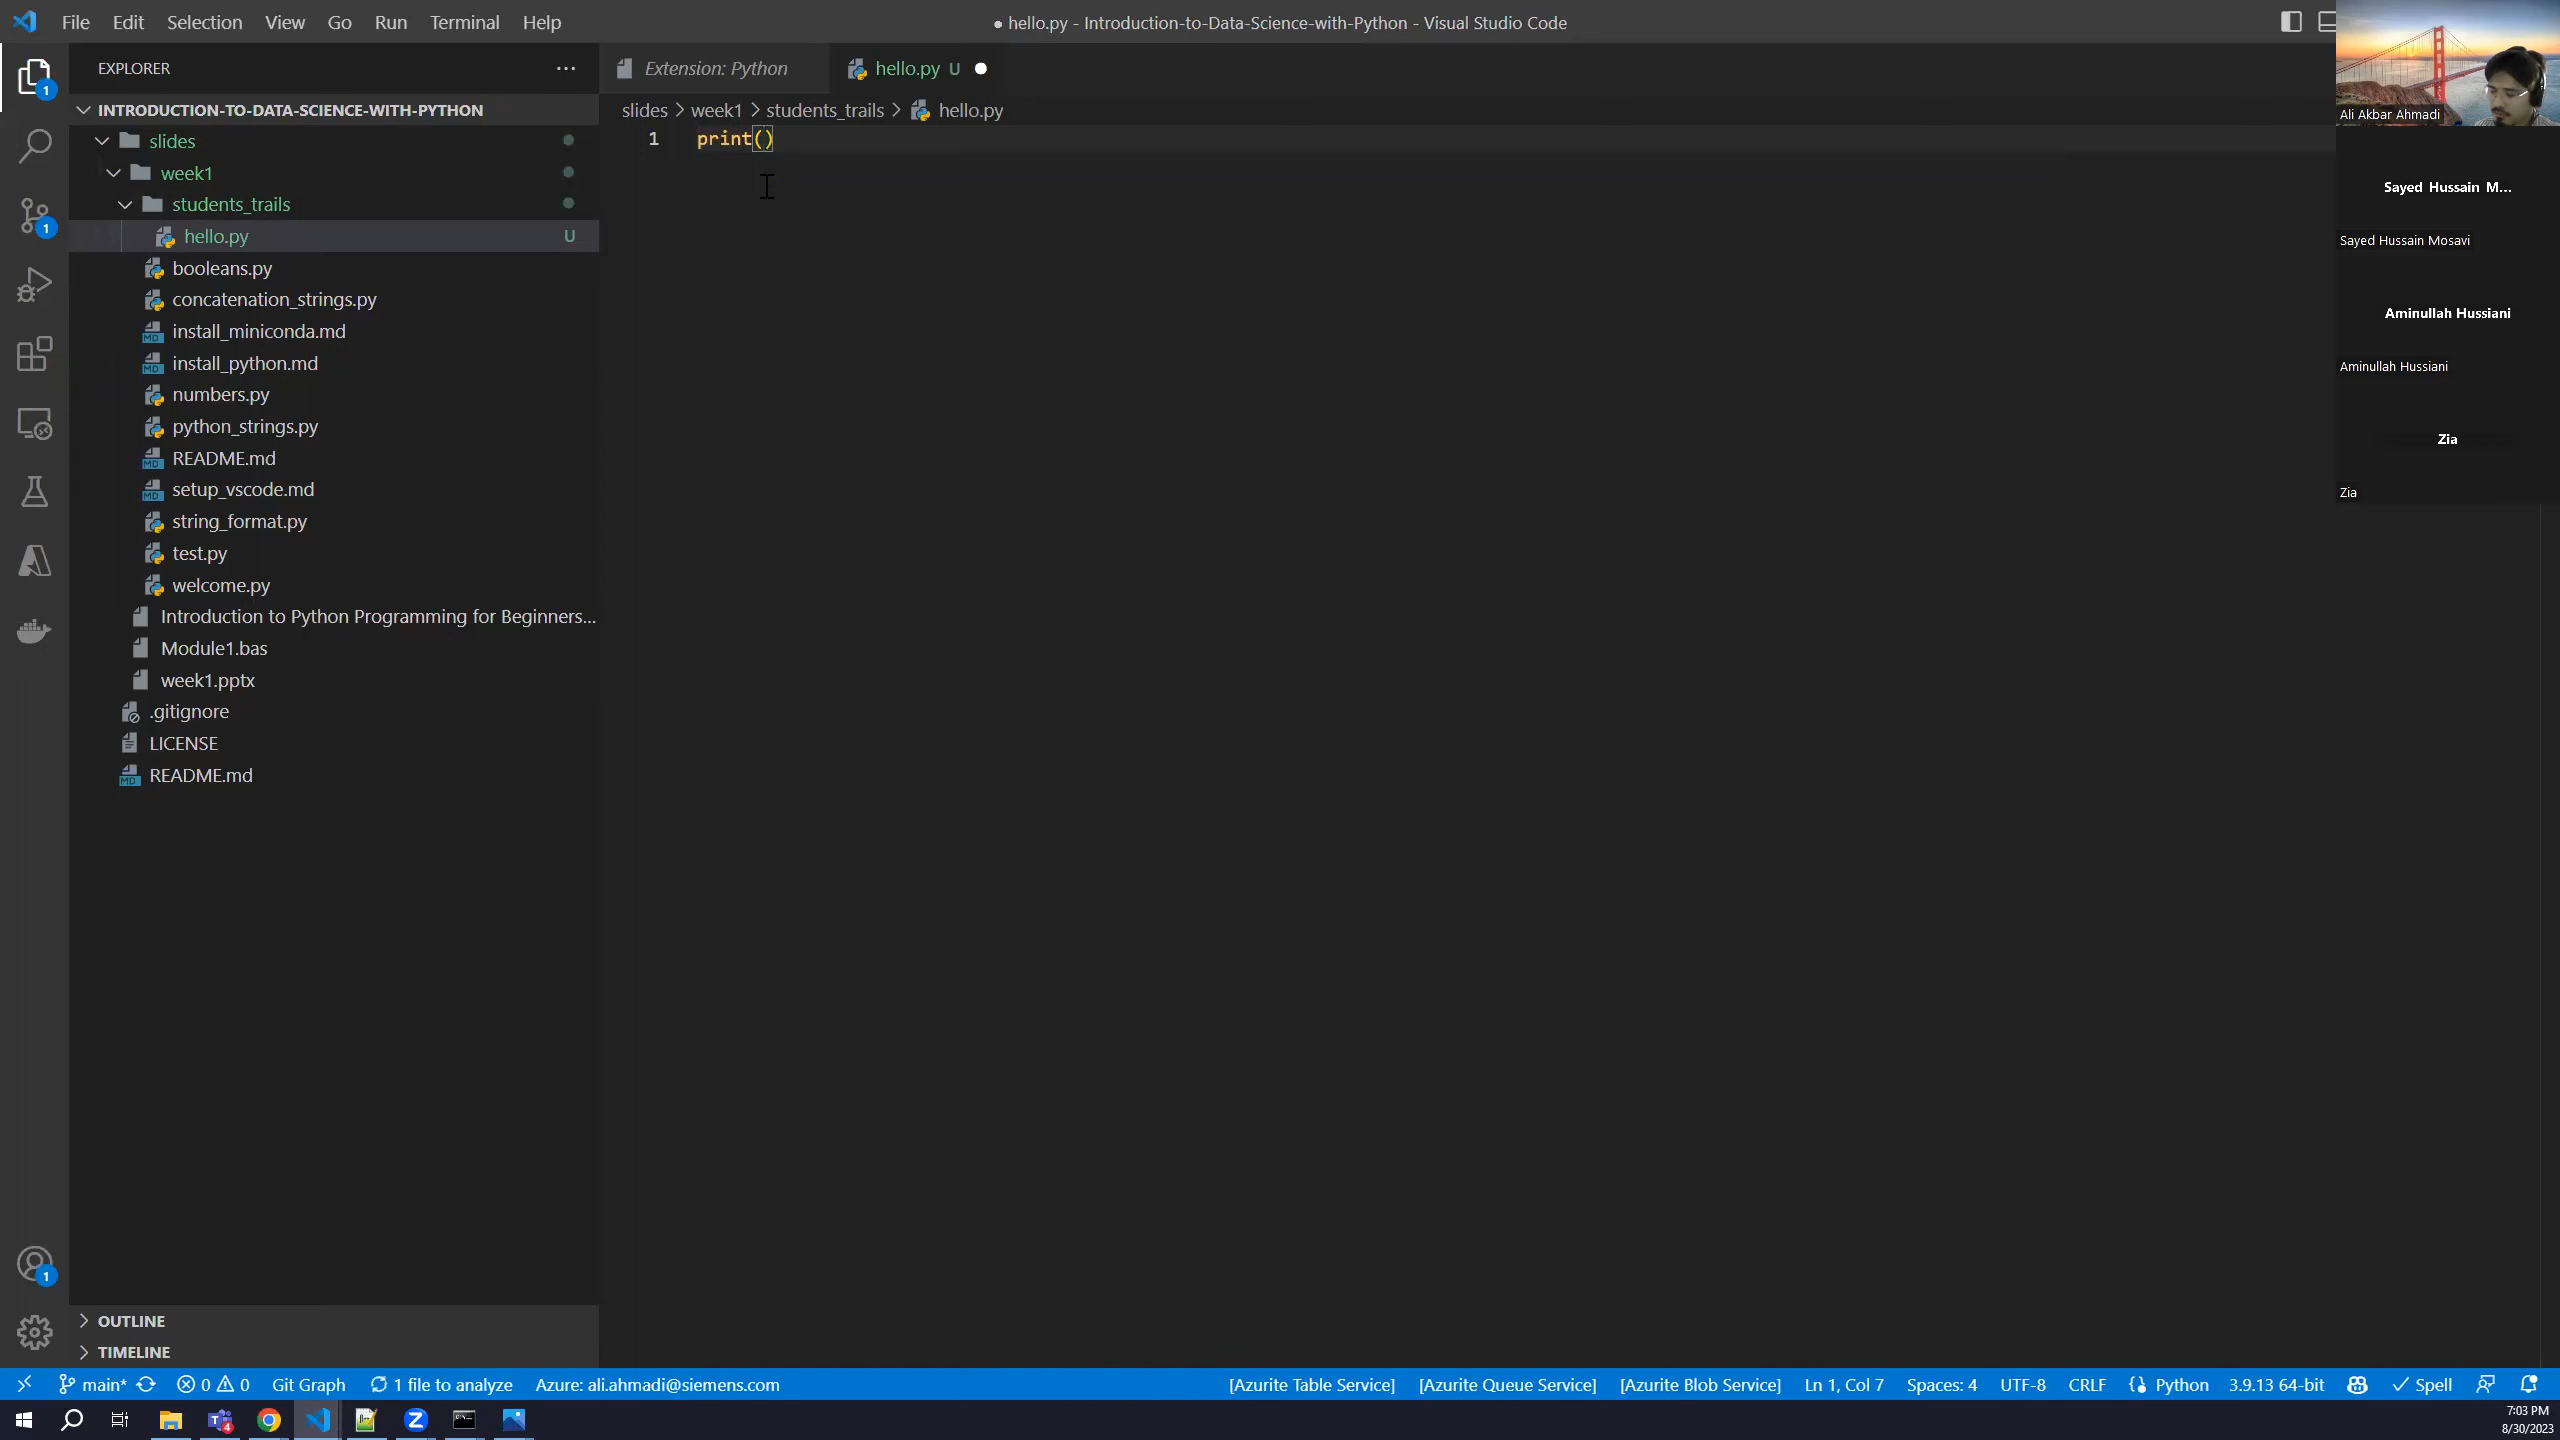 File Edit Selection View Go Run Terminal Help
● hello.py - Introduction-to-Data-Science-with-Python - Visual Studio Code
EXPLORER
Extension: Python
hello.py U
INTRODUCTION-TO-DATA-SCIENCE-WITH-PYTHON
slides > week1 > students_trails > hello.py
slides
week1
students_trails
hello.py U
booleans.py
concatenation_strings.py
install_miniconda.md
install_python.md
numbers.py
python_strings.py
README.md
setup_vscode.md
string_format.py
test.py
welcome.py
Introduction to Python Programming for Beginners...
Module1.bas
week1.pptx
.gitignore
LICENSE
README.md
1 print()
Ali Akbar Ahmadi
Sayed Hussain M...
Sayed Hussain Mosavi
Aminullah Hussiani
Aminullah Hussiani
Zia
Zia
1
1
1
OUTLINE
TIMELINE
main* 0 0 Git Graph 1 file to analyze Azure: ali.ahmadi@siemens.com
[Azurite Table Service] [Azurite Queue Service] [Azurite Blob Service] Ln 1, Col 7 Spaces: 4 UTF-8 CRLF Python 3.9.13 64-bit Spell
4
7:03 PM
8/30/2023